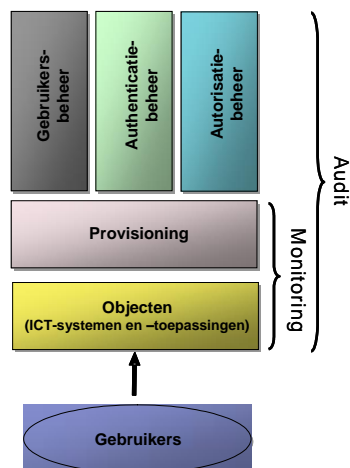 Gebruikers-
beheer
Authenticatie-
beheer
Autorisatie-
beheer
Audit
Provisioning
Monitoring
Objecten
(ICT-systemen en –toepassingen)
Gebruikers